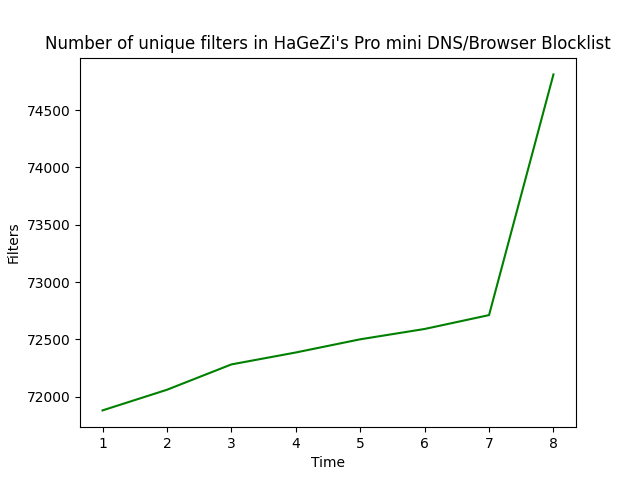 Number of unique filters in HaGeZi's Pro mini DNS/Browser Blocklist
74500
74000
73500
73000
72500
72000
Filters
1 2 3 4 5 6 7 8
Time